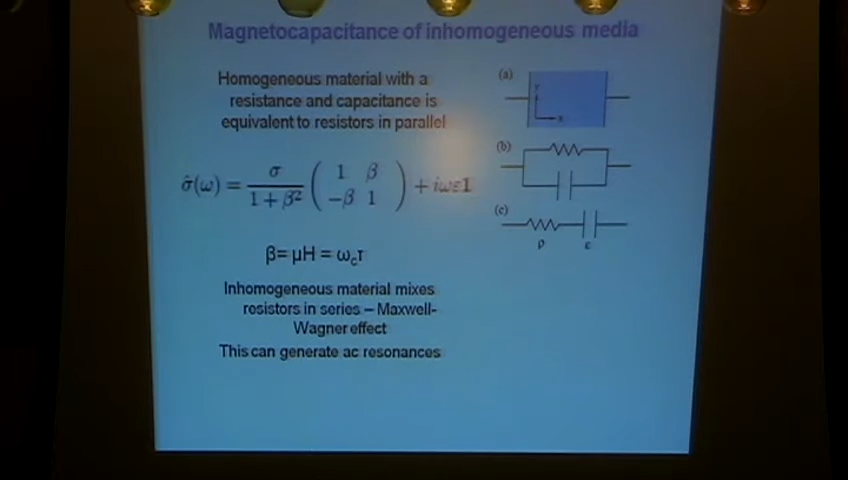 Magnetocapacitance of inhomogeneous media
Homogeneous material with a
resistance and capacitance is
equivalent to resistors in parallel
σ̂(ω) = σ/(1+β²) ( 1 β
−β 1 ) + iωε1
β= μH = ω_cτ
Inhomogeneous material mixes
resistors in series – Maxwell-
Wagner effect
This can generate ac resonances
(a)
y
x
(b)
(c)
ρ
ε